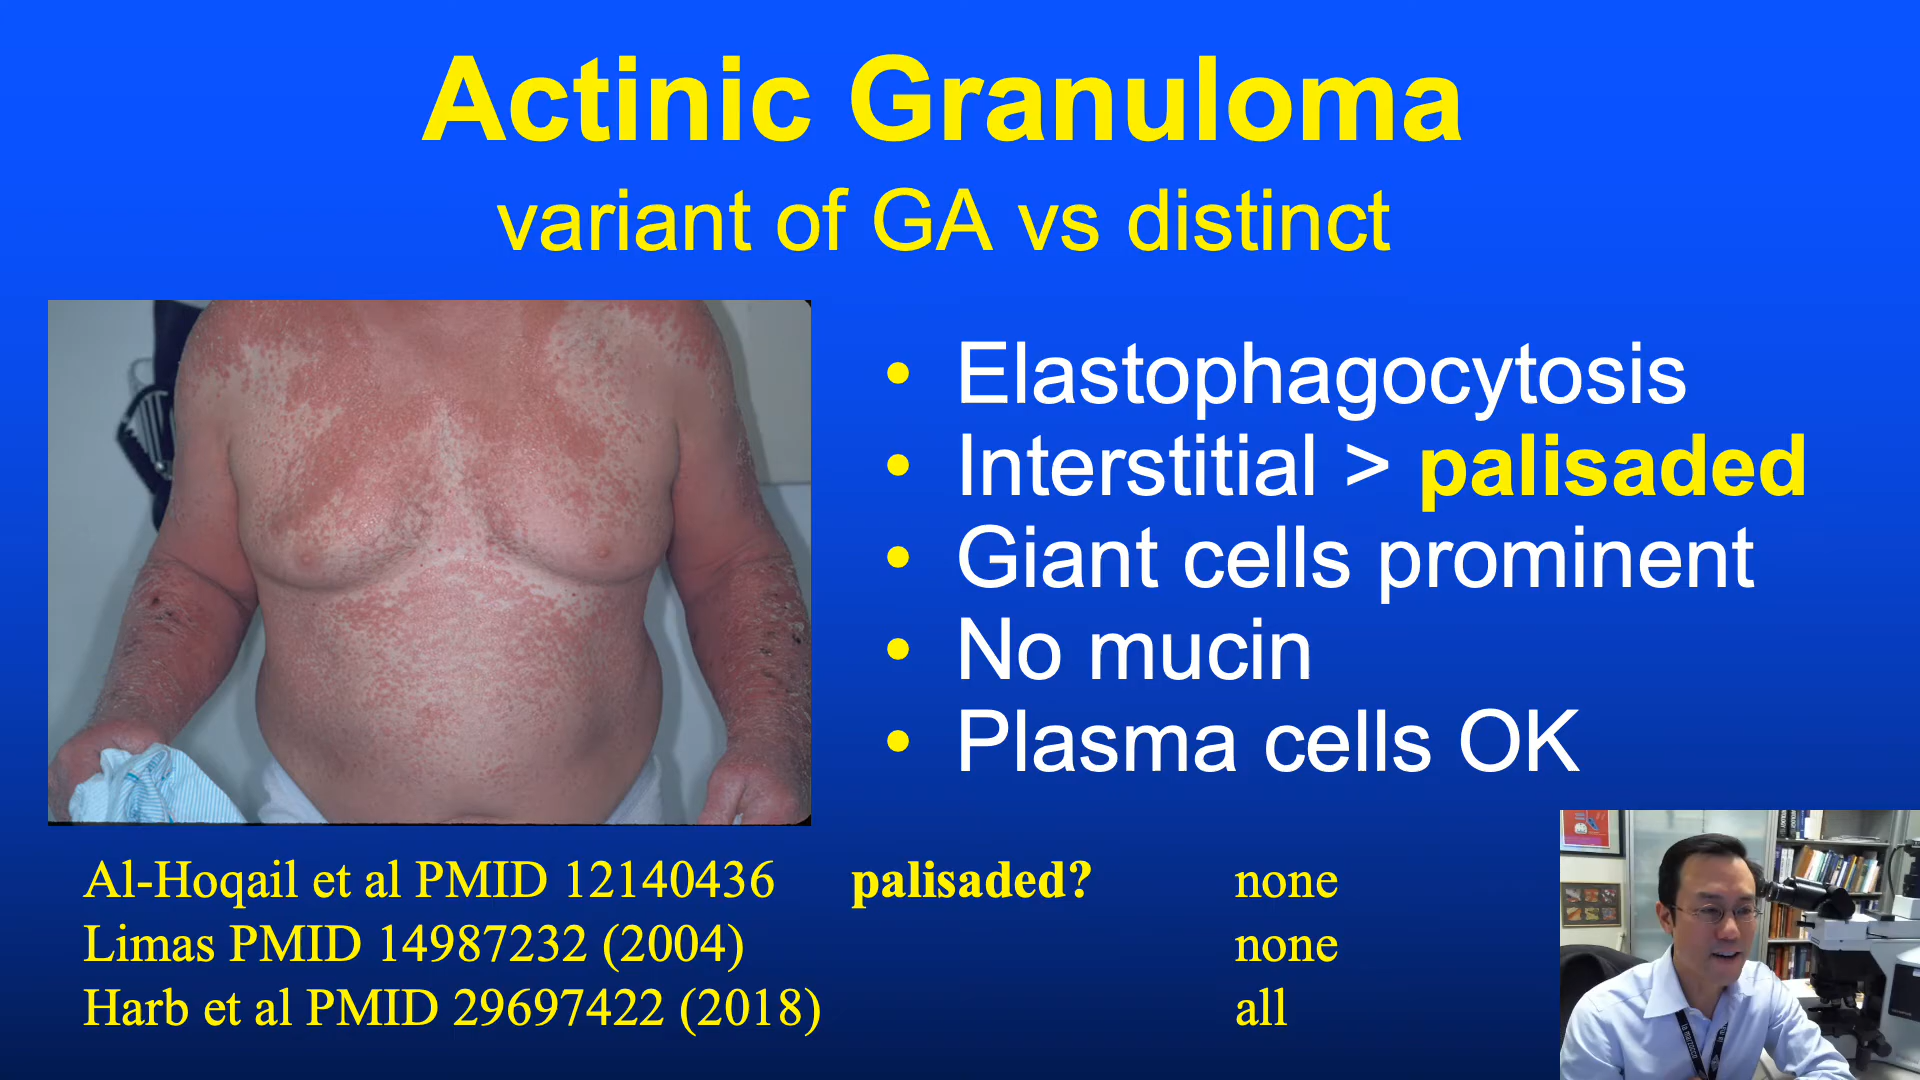 Actinic Granuloma
variant of GA vs distinct
• Elastophagocytosis
• Interstitial > palisaded
• Giant cells prominent
• No mucin
• Plasma cells OK
Al-Hoqail et al PMID 12140436 palisaded? none
Limas PMID 14987232 (2004) none
Harb et al PMID 29697422 (2018) all